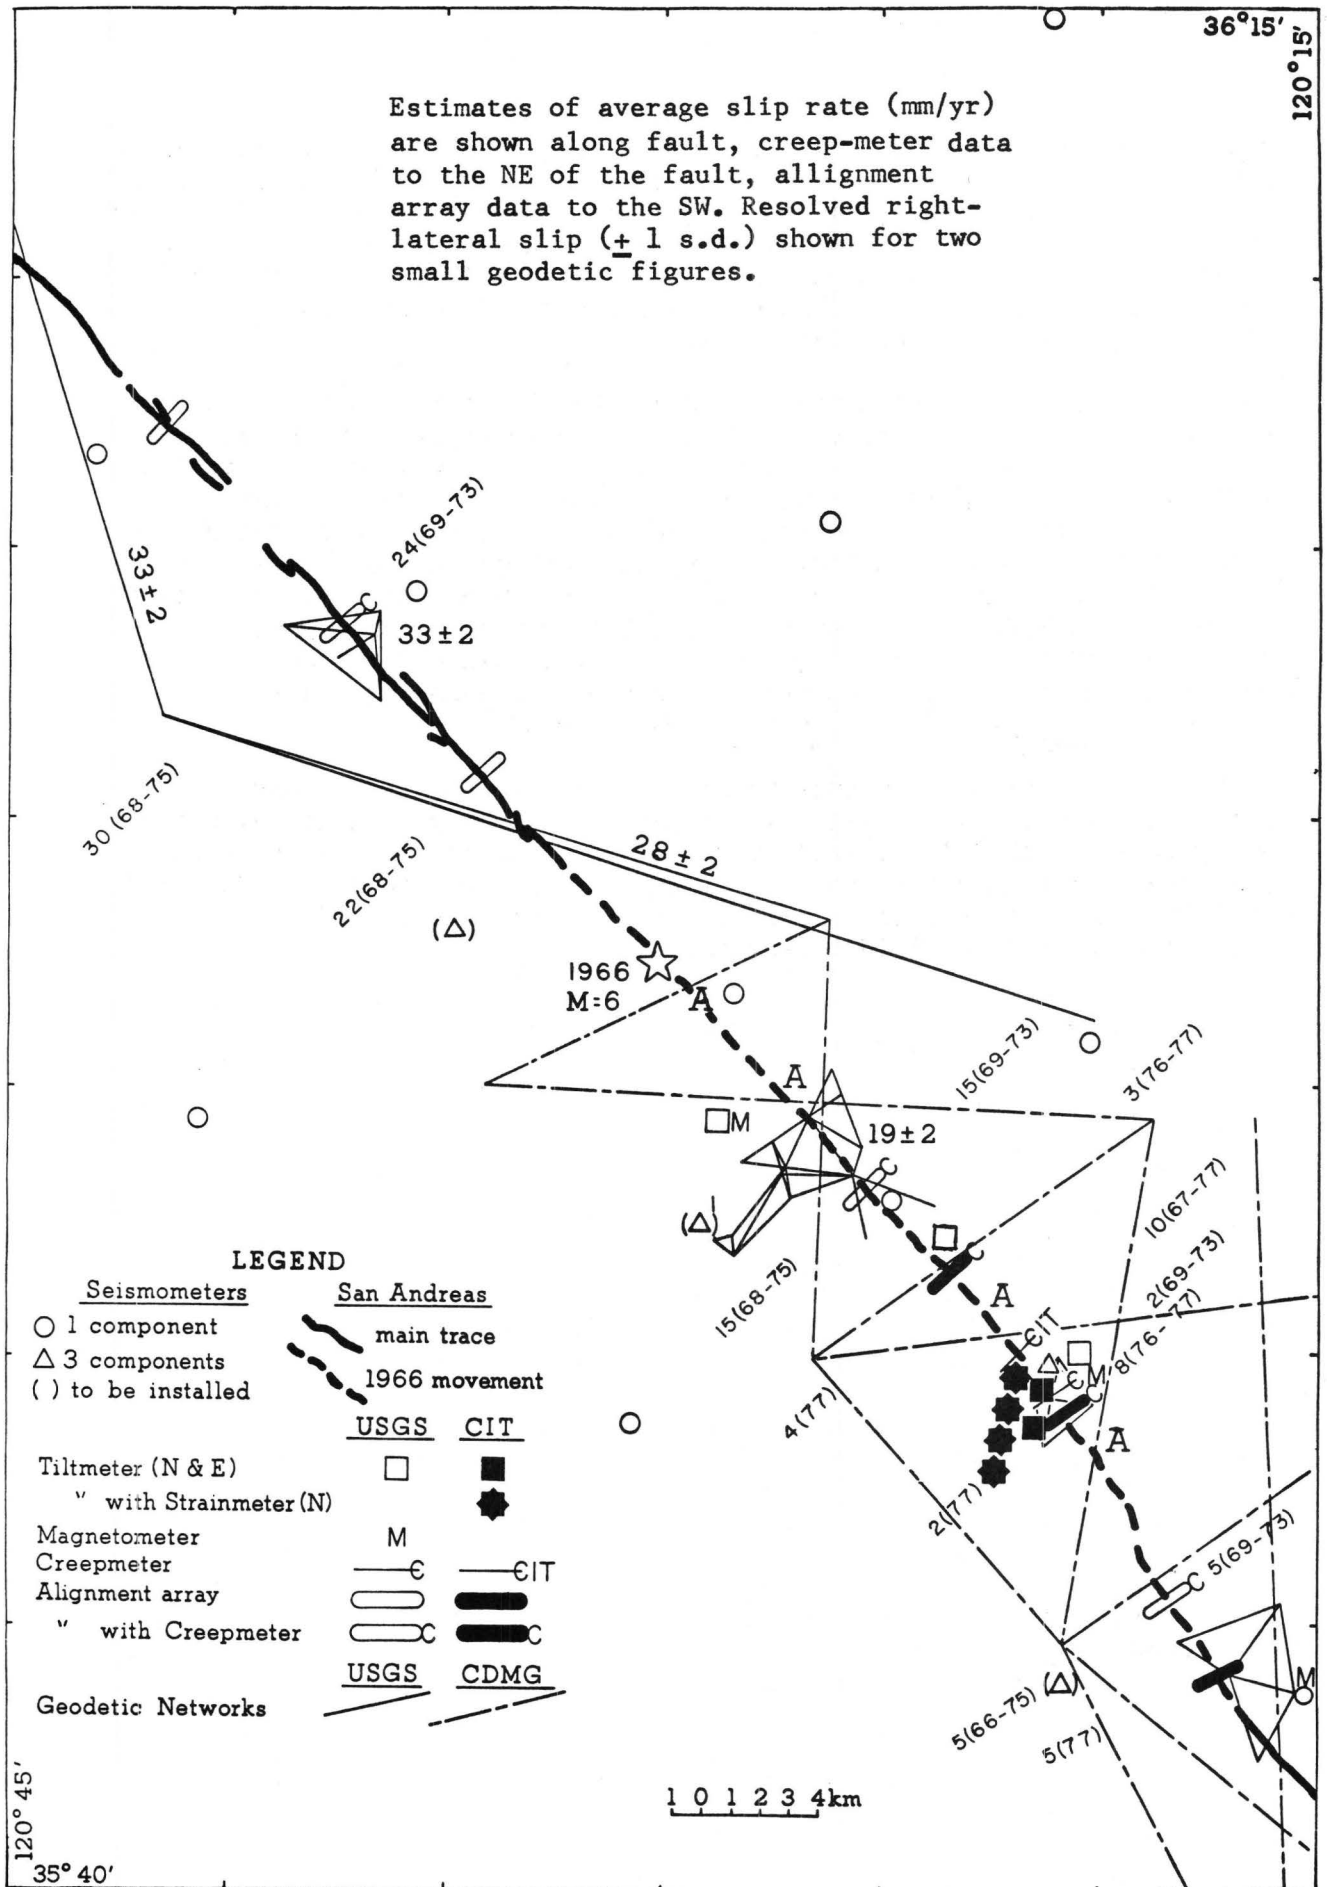 36°15'
120°15'
Estimates of average slip rate (mm/yr)
are shown along fault, creep-meter data
to the NE of the fault, allignment
array data to the SW. Resolved right-
lateral slip (± 1 s.d.) shown for two
small geodetic figures.
24(69-73)
33±2
C
33±2
30(68-75)
22(68-75)
28±2
(△)
1966
M=6
A
A
15(69-73)
3(76-77)
M
19±2
C
10(67-77)
(△)
C
2(69-73)
15(68-75)
A
CIT
8(76-77)
M
C
C
4(77)
A
2(77)
5(69-73)
C
M
5(66-75)
(△)
5(77)
LEGEND
Seismometers San Andreas
○ 1 component main trace
△ 3 components
( ) to be installed 1966 movement
USGS CIT
Tiltmeter (N & E)
" with Strainmeter (N)
Magnetometer M
Creepmeter C CIT
Alignment array
" with Creepmeter C C
USGS CDMG
Geodetic Networks
1 0 1 2 3 4km
120° 45'
35° 40'